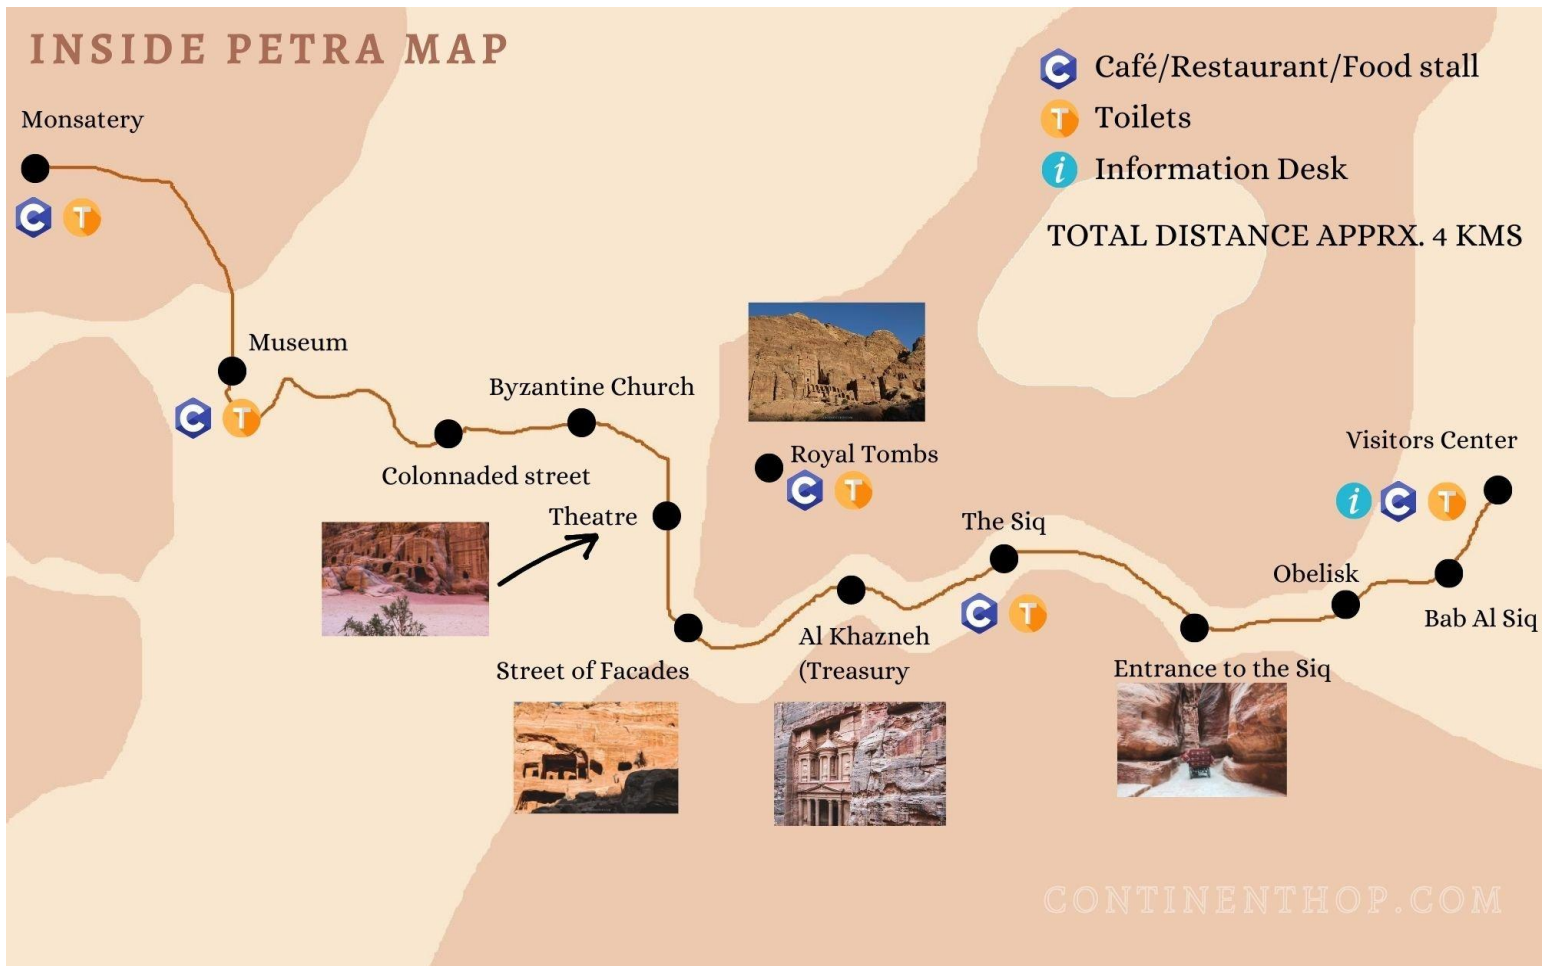 INSIDE PETRA MAP
C Café/Restaurant/Food stall
T Toilets
i Information Desk
TOTAL DISTANCE APPRX. 4 KMS
Monsatery
C T
Museum
C T
Byzantine Church
Colonnaded street
Theatre
Royal Tombs
C T
Visitors Center
i C T
The Siq
C T
Obelisk
Bab Al Siq
Al Khazneh
(Treasury
Street of Facades
Entrance to the Siq
CONTINENTHOP.COM